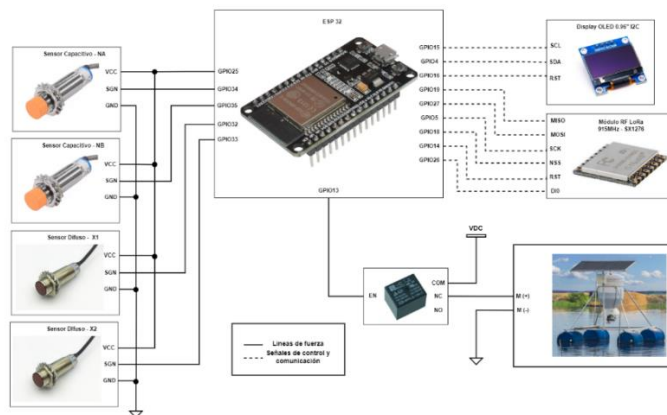 ESP 32
Sensor Capacitivo - NA
VCC
SGN
GND
Sensor Capacitivo - NB
VCC
SGN
GND
Sensor Difuso - X1
VCC
SGN
GND
Sensor Difuso - X2
VCC
SGN
GND
GPIO25
GPIO34
GPIO35
GPIO32
GPIO33
GPIO13
GPIO15
GPIO4
GPIO16
GPIO19
GPIO27
GPIO5
GPIO18
GPIO14
GPIO26
Display OLED 0.96" I2C
SCL
SDA
RST
Módulo RF LoRa
915MHz - SX1276
MISO
MOSI
SCK
NSS
RST
DI0
VDC
EN
COM
NC
NO
M (+)
M (-)
Líneas de fuerza
Señales de control y
comunicación